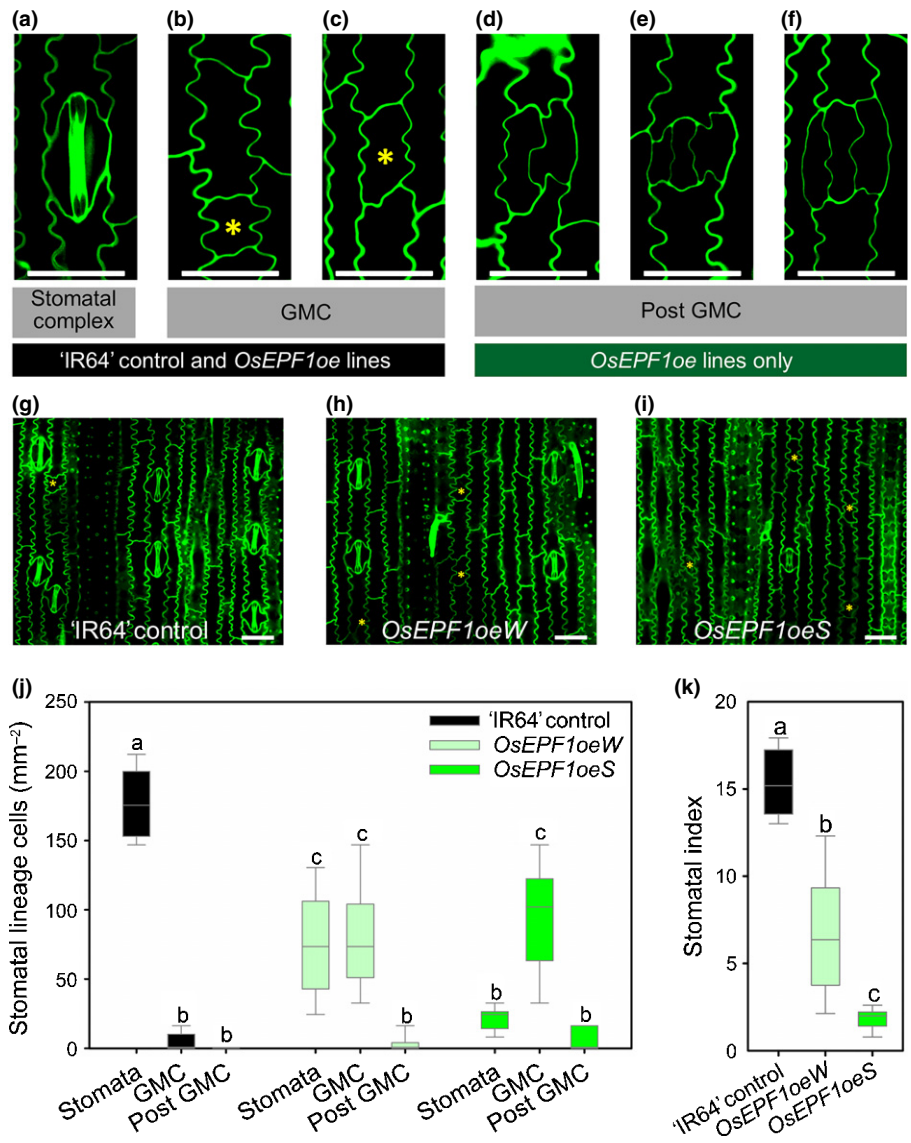 (a) (b) (c) (d) (e) (f)
*
*
Stomatal
complex
GMC
Post GMC
'IR64' control and OsEPF1oe lines
OsEPF1oe lines only
(g) (h) (i)
*
*
*
*
*
*
*
*
'IR64' control
OsEPF1oeW
OsEPF1oeS
(j)
Stomatal lineage cells (mm⁻²)
250
200
150
100
50
0
'IR64' control
OsEPF1oeW
OsEPF1oeS
a
b
b
c
c
b
b
c
b
Stomata
GMC
Post GMC
Stomata
GMC
Post GMC
Stomata
GMC
Post GMC
(k)
Stomatal index
20
15
10
5
0
a
b
c
'IR64' control
OsEPF1oeW
OsEPF1oeS